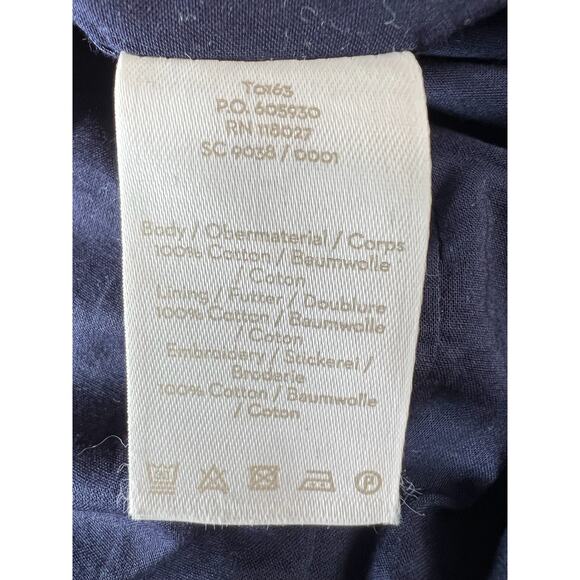 T0163
P.O. 605930
RN 118027
SC 9038 / 0001
Body / Obermaterial / Corps
100% Cotton / Baumwolle
/ Coton
Lining / Futter / Doublure
100% Cotton / Baumwolle
/ Coton
Embroidery / Stickerei /
Broderie
100% Cotton / Baumwolle
/ Coton
P